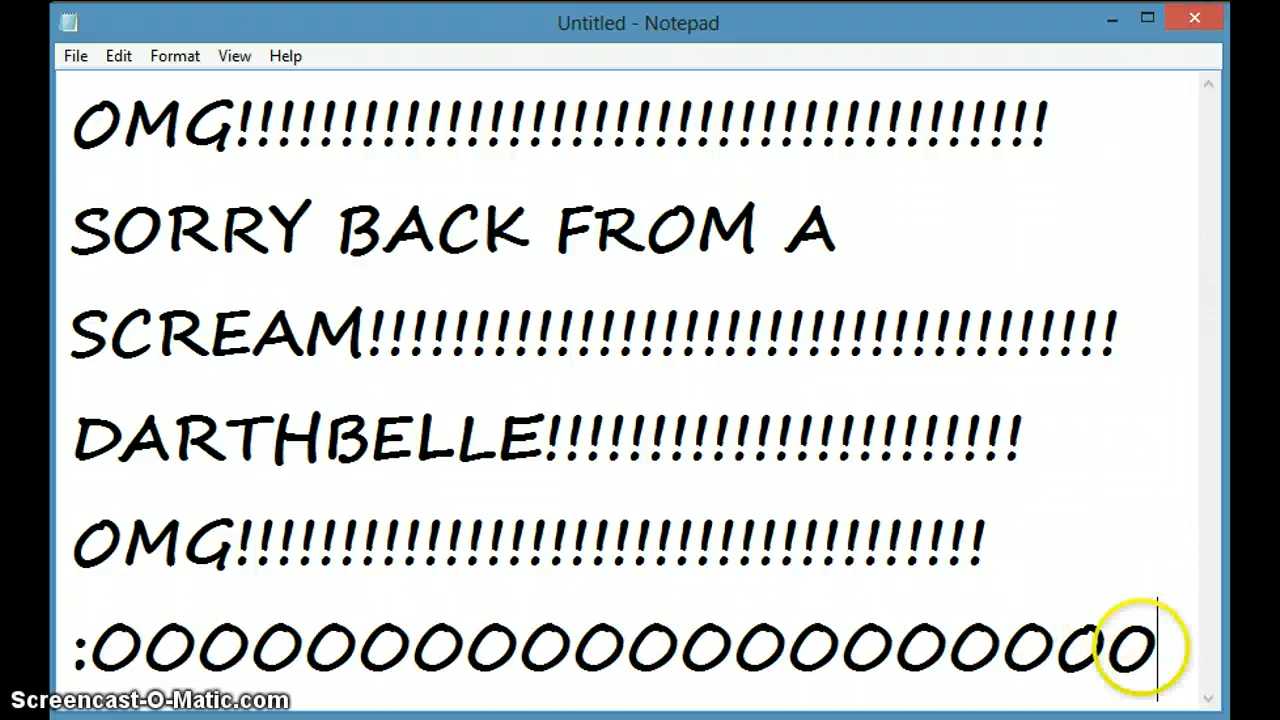 Untitled - Notepad
File Edit Format View Help
OMG!!!!!!!!!!!!!!!!!!!!!!!!!!!!!!!!!!!!!!!
SORRY BACK FROM A
SCREAM!!!!!!!!!!!!!!!!!!!!!!!!!!!!!!!!!!!!
DARTHBELLE!!!!!!!!!!!!!!!!!!!!!!!
OMG!!!!!!!!!!!!!!!!!!!!!!!!!!!!!!!!!!!!
:OOOOOOOOOOOOOOOOOOOO
Screencast-O-Matic.com